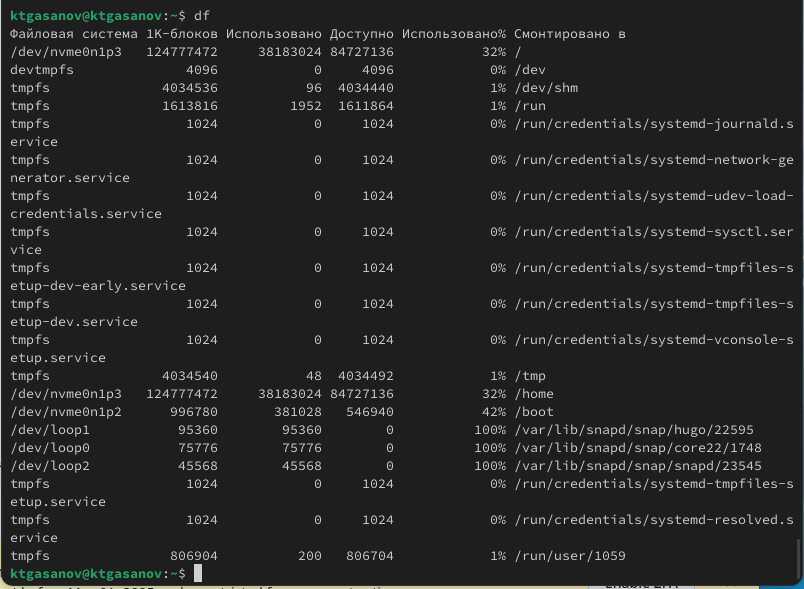 ktgasanov@ktgasanov:~$ df
Файловая система 1K-блоков Использовано Доступно Использовано% Смонтировано в
/dev/nvme0n1p3   124777472     38183024 84727136           32% /
devtmpfs              4096            0     4096            0% /dev
tmpfs              4034536           96  4034440            1% /dev/shm
tmpfs              1613816         1952  1611864            1% /run
tmpfs                 1024            0     1024            0% /run/credentials/systemd-journald.s
ervice
tmpfs                 1024            0     1024            0% /run/credentials/systemd-network-ge
nerator.service
tmpfs                 1024            0     1024            0% /run/credentials/systemd-udev-load-
credentials.service
tmpfs                 1024            0     1024            0% /run/credentials/systemd-sysctl.ser
vice
tmpfs                 1024            0     1024            0% /run/credentials/systemd-tmpfiles-s
etup-dev-early.service
tmpfs                 1024            0     1024            0% /run/credentials/systemd-tmpfiles-s
etup-dev.service
tmpfs                 1024            0     1024            0% /run/credentials/systemd-vconsole-s
etup.service
tmpfs              4034540           48  4034492            1% /tmp
/dev/nvme0n1p3   124777472     38183024 84727136           32% /home
/dev/nvme0n1p2      996780       381028   546940           42% /boot
/dev/loop1           95360        95360        0          100% /var/lib/snapd/snap/hugo/22595
/dev/loop0           75776        75776        0          100% /var/lib/snapd/snap/core22/1748
/dev/loop2           45568        45568        0          100% /var/lib/snapd/snap/snapd/23545
tmpfs                 1024            0     1024            0% /run/credentials/systemd-tmpfiles-s
etup.service
tmpfs                 1024            0     1024            0% /run/credentials/systemd-resolved.s
ervice
tmpfs               806904          200   806704            1% /run/user/1059
ktgasanov@ktgasanov:~$